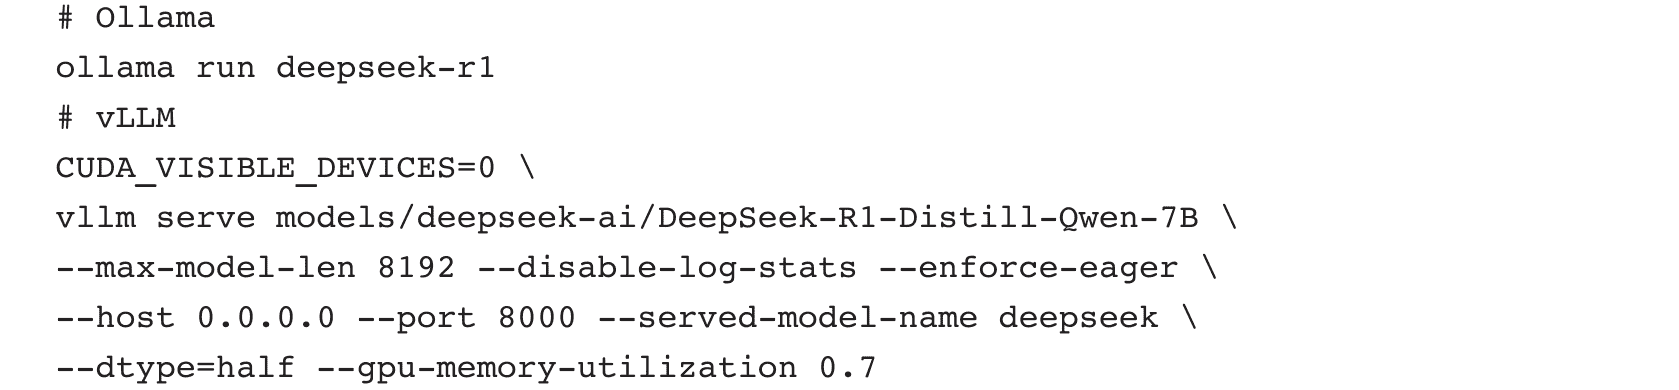 # Ollama
ollama run deepseek-r1
# vLLM
CUDA_VISIBLE_DEVICES=0 \
vllm serve models/deepseek-ai/DeepSeek-R1-Distill-Qwen-7B \
--max-model-len 8192 --disable-log-stats --enforce-eager \
--host 0.0.0.0 --port 8000 --served-model-name deepseek \
--dtype=half --gpu-memory-utilization 0.7